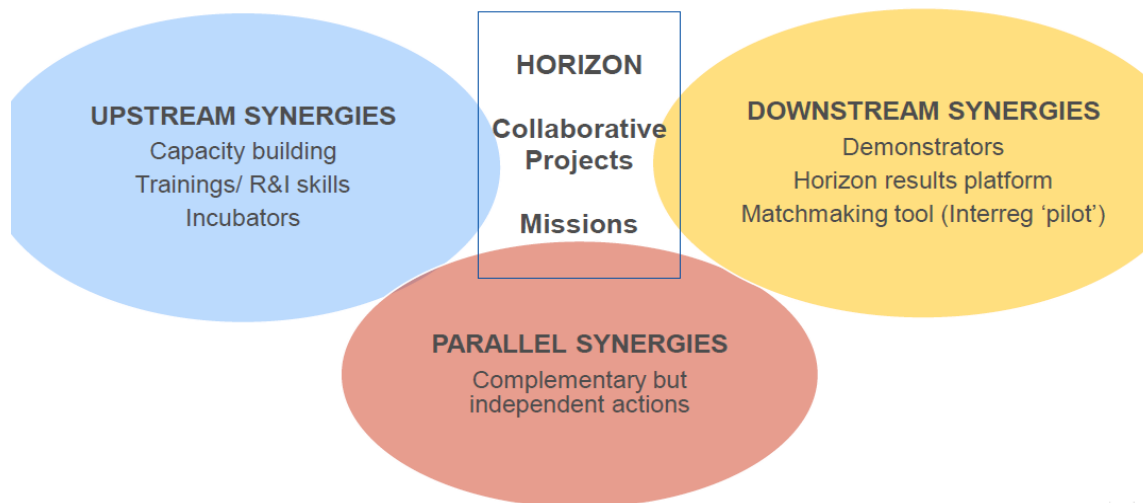 UPSTREAM SYNERGIES
Capacity building
Trainings/ R&I skills
Incubators
HORIZON
Collaborative
Projects
Missions
DOWNSTREAM SYNERGIES
Demonstrators
Horizon results platform
Matchmaking tool (Interreg ‘pilot’)
PARALLEL SYNERGIES
Complementary but
independent actions